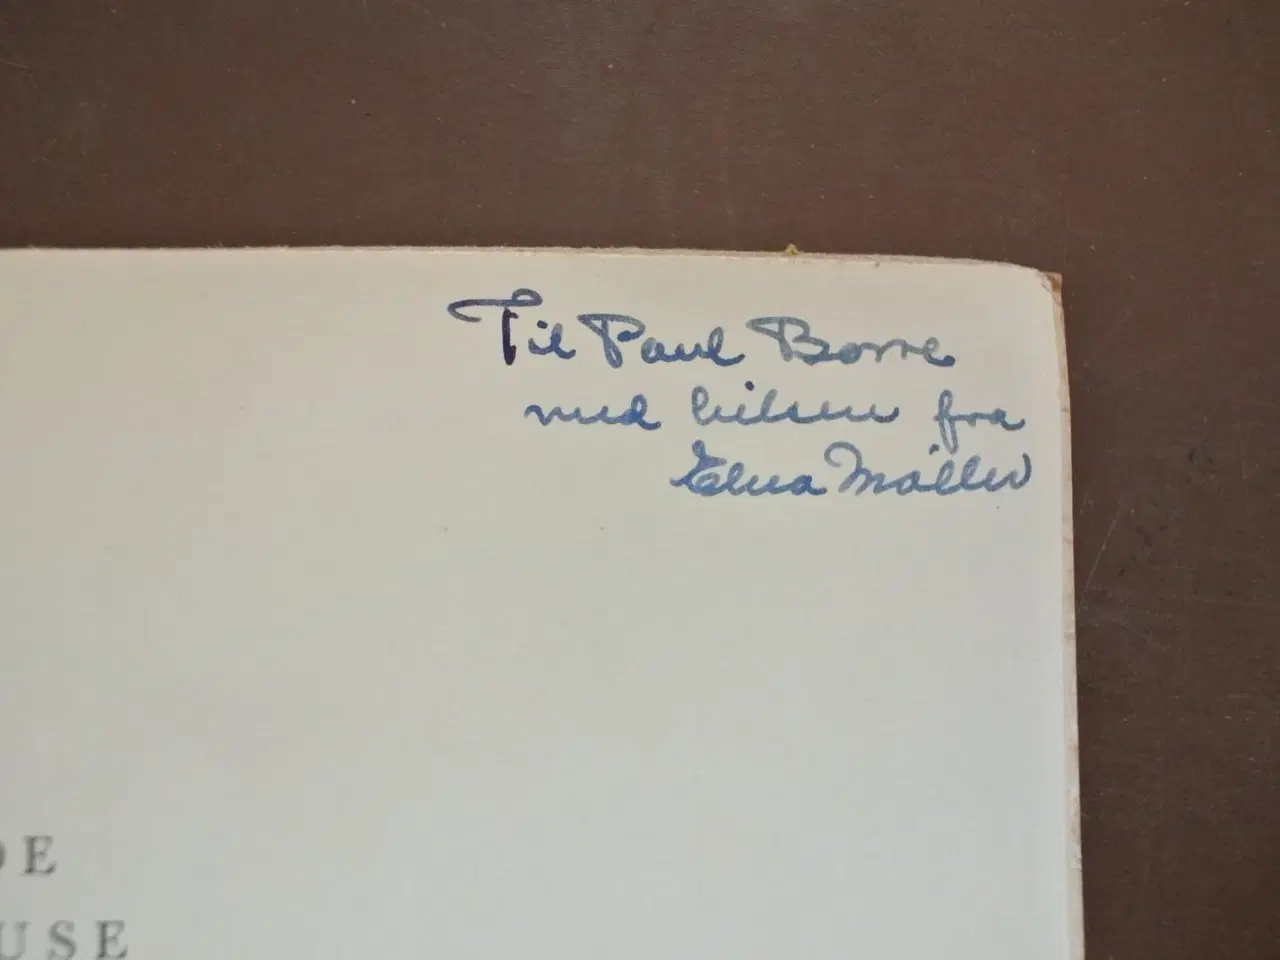 Til Paul Borre
med hilsen fra
Elna Møller
DE
USE